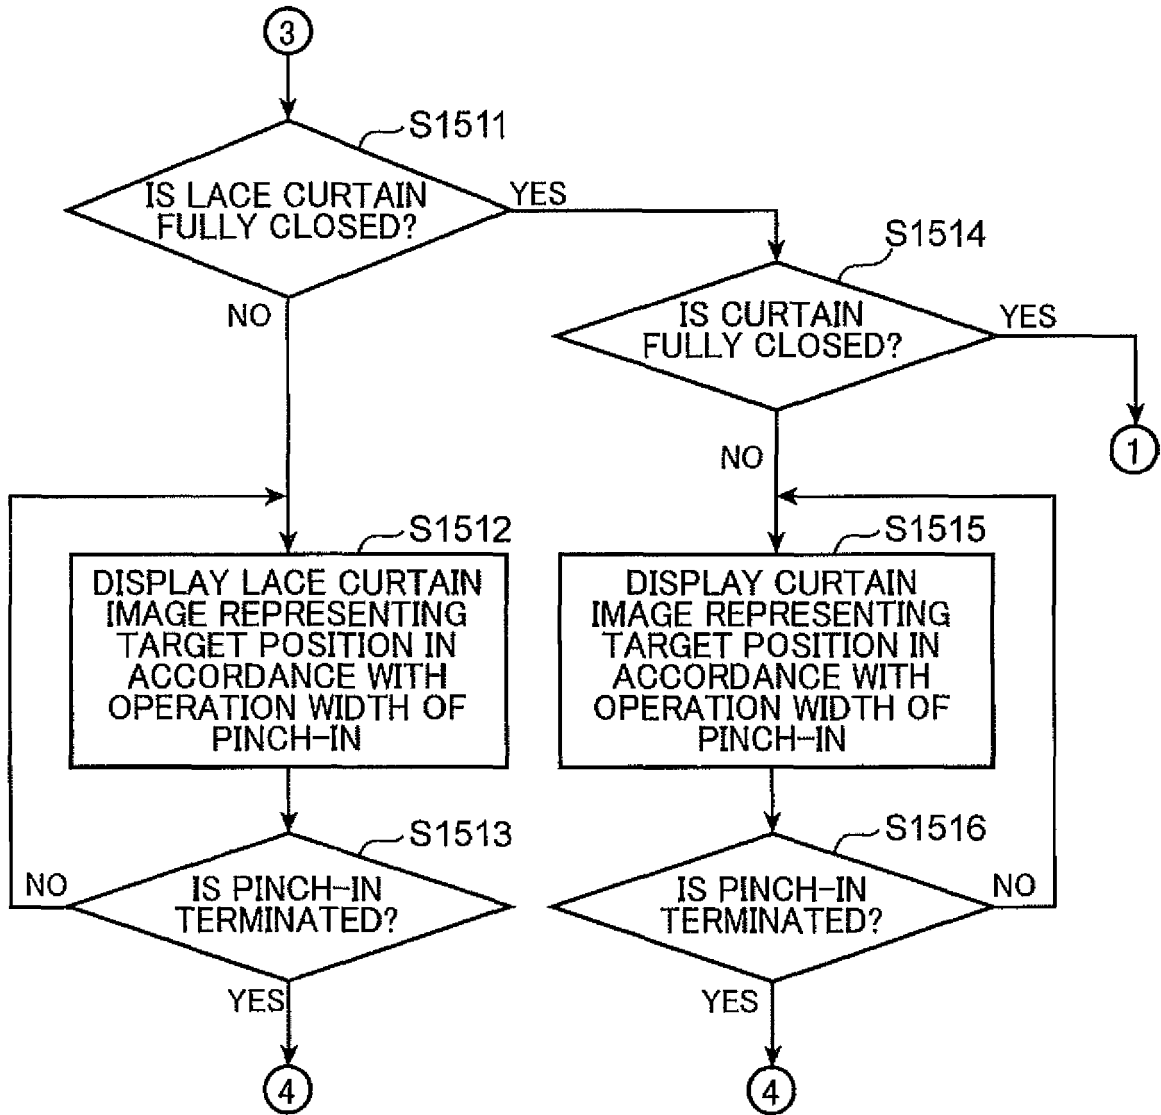 3
S1511
IS LACE CURTAIN
FULLY CLOSED?
YES
NO
S1514
IS CURTAIN
FULLY CLOSED?
YES
1
NO
S1512
DISPLAY LACE CURTAIN
IMAGE REPRESENTING
TARGET POSITION IN
ACCORDANCE WITH
OPERATION WIDTH OF
PINCH-IN
S1515
DISPLAY CURTAIN
IMAGE REPRESENTING
TARGET POSITION IN
ACCORDANCE WITH
OPERATION WIDTH OF
PINCH-IN
S1513
IS PINCH-IN
TERMINATED?
NO
YES
4
S1516
IS PINCH-IN
TERMINATED?
NO
YES
4